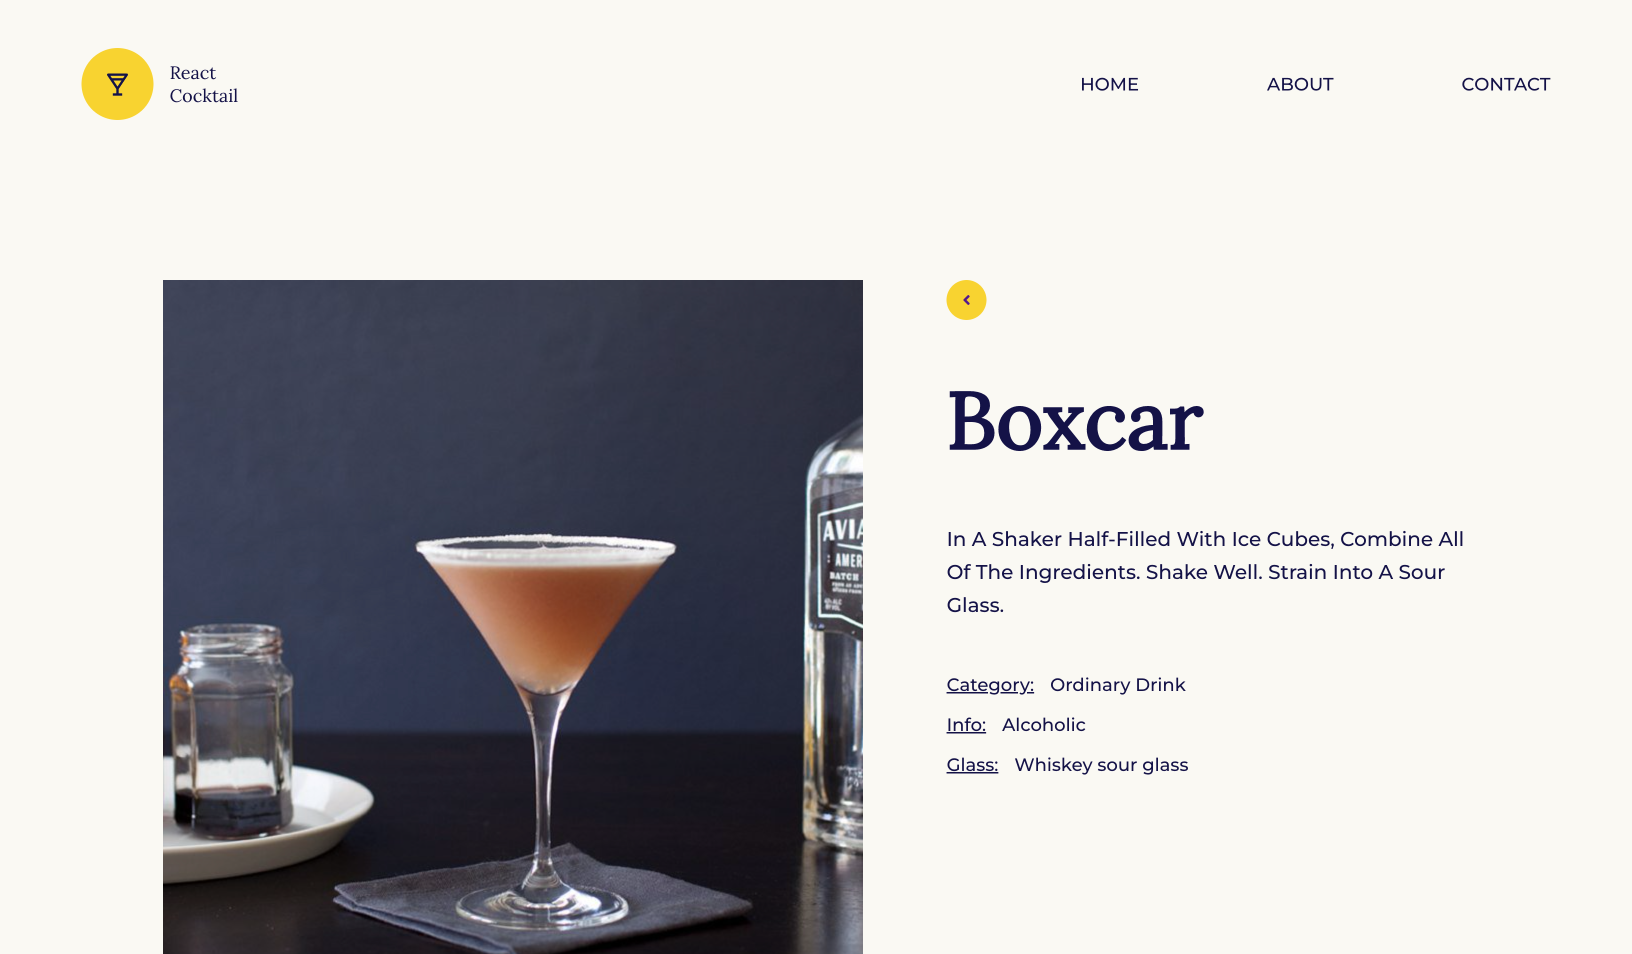 React
Cocktail
HOME
ABOUT
CONTACT
Boxcar
In A Shaker Half-Filled With Ice Cubes, Combine All
Of The Ingredients. Shake Well. Strain Into A Sour
Glass.
Category: Ordinary Drink
Info: Alcoholic
Glass: Whiskey sour glass
AVIA
AMER
BATCH